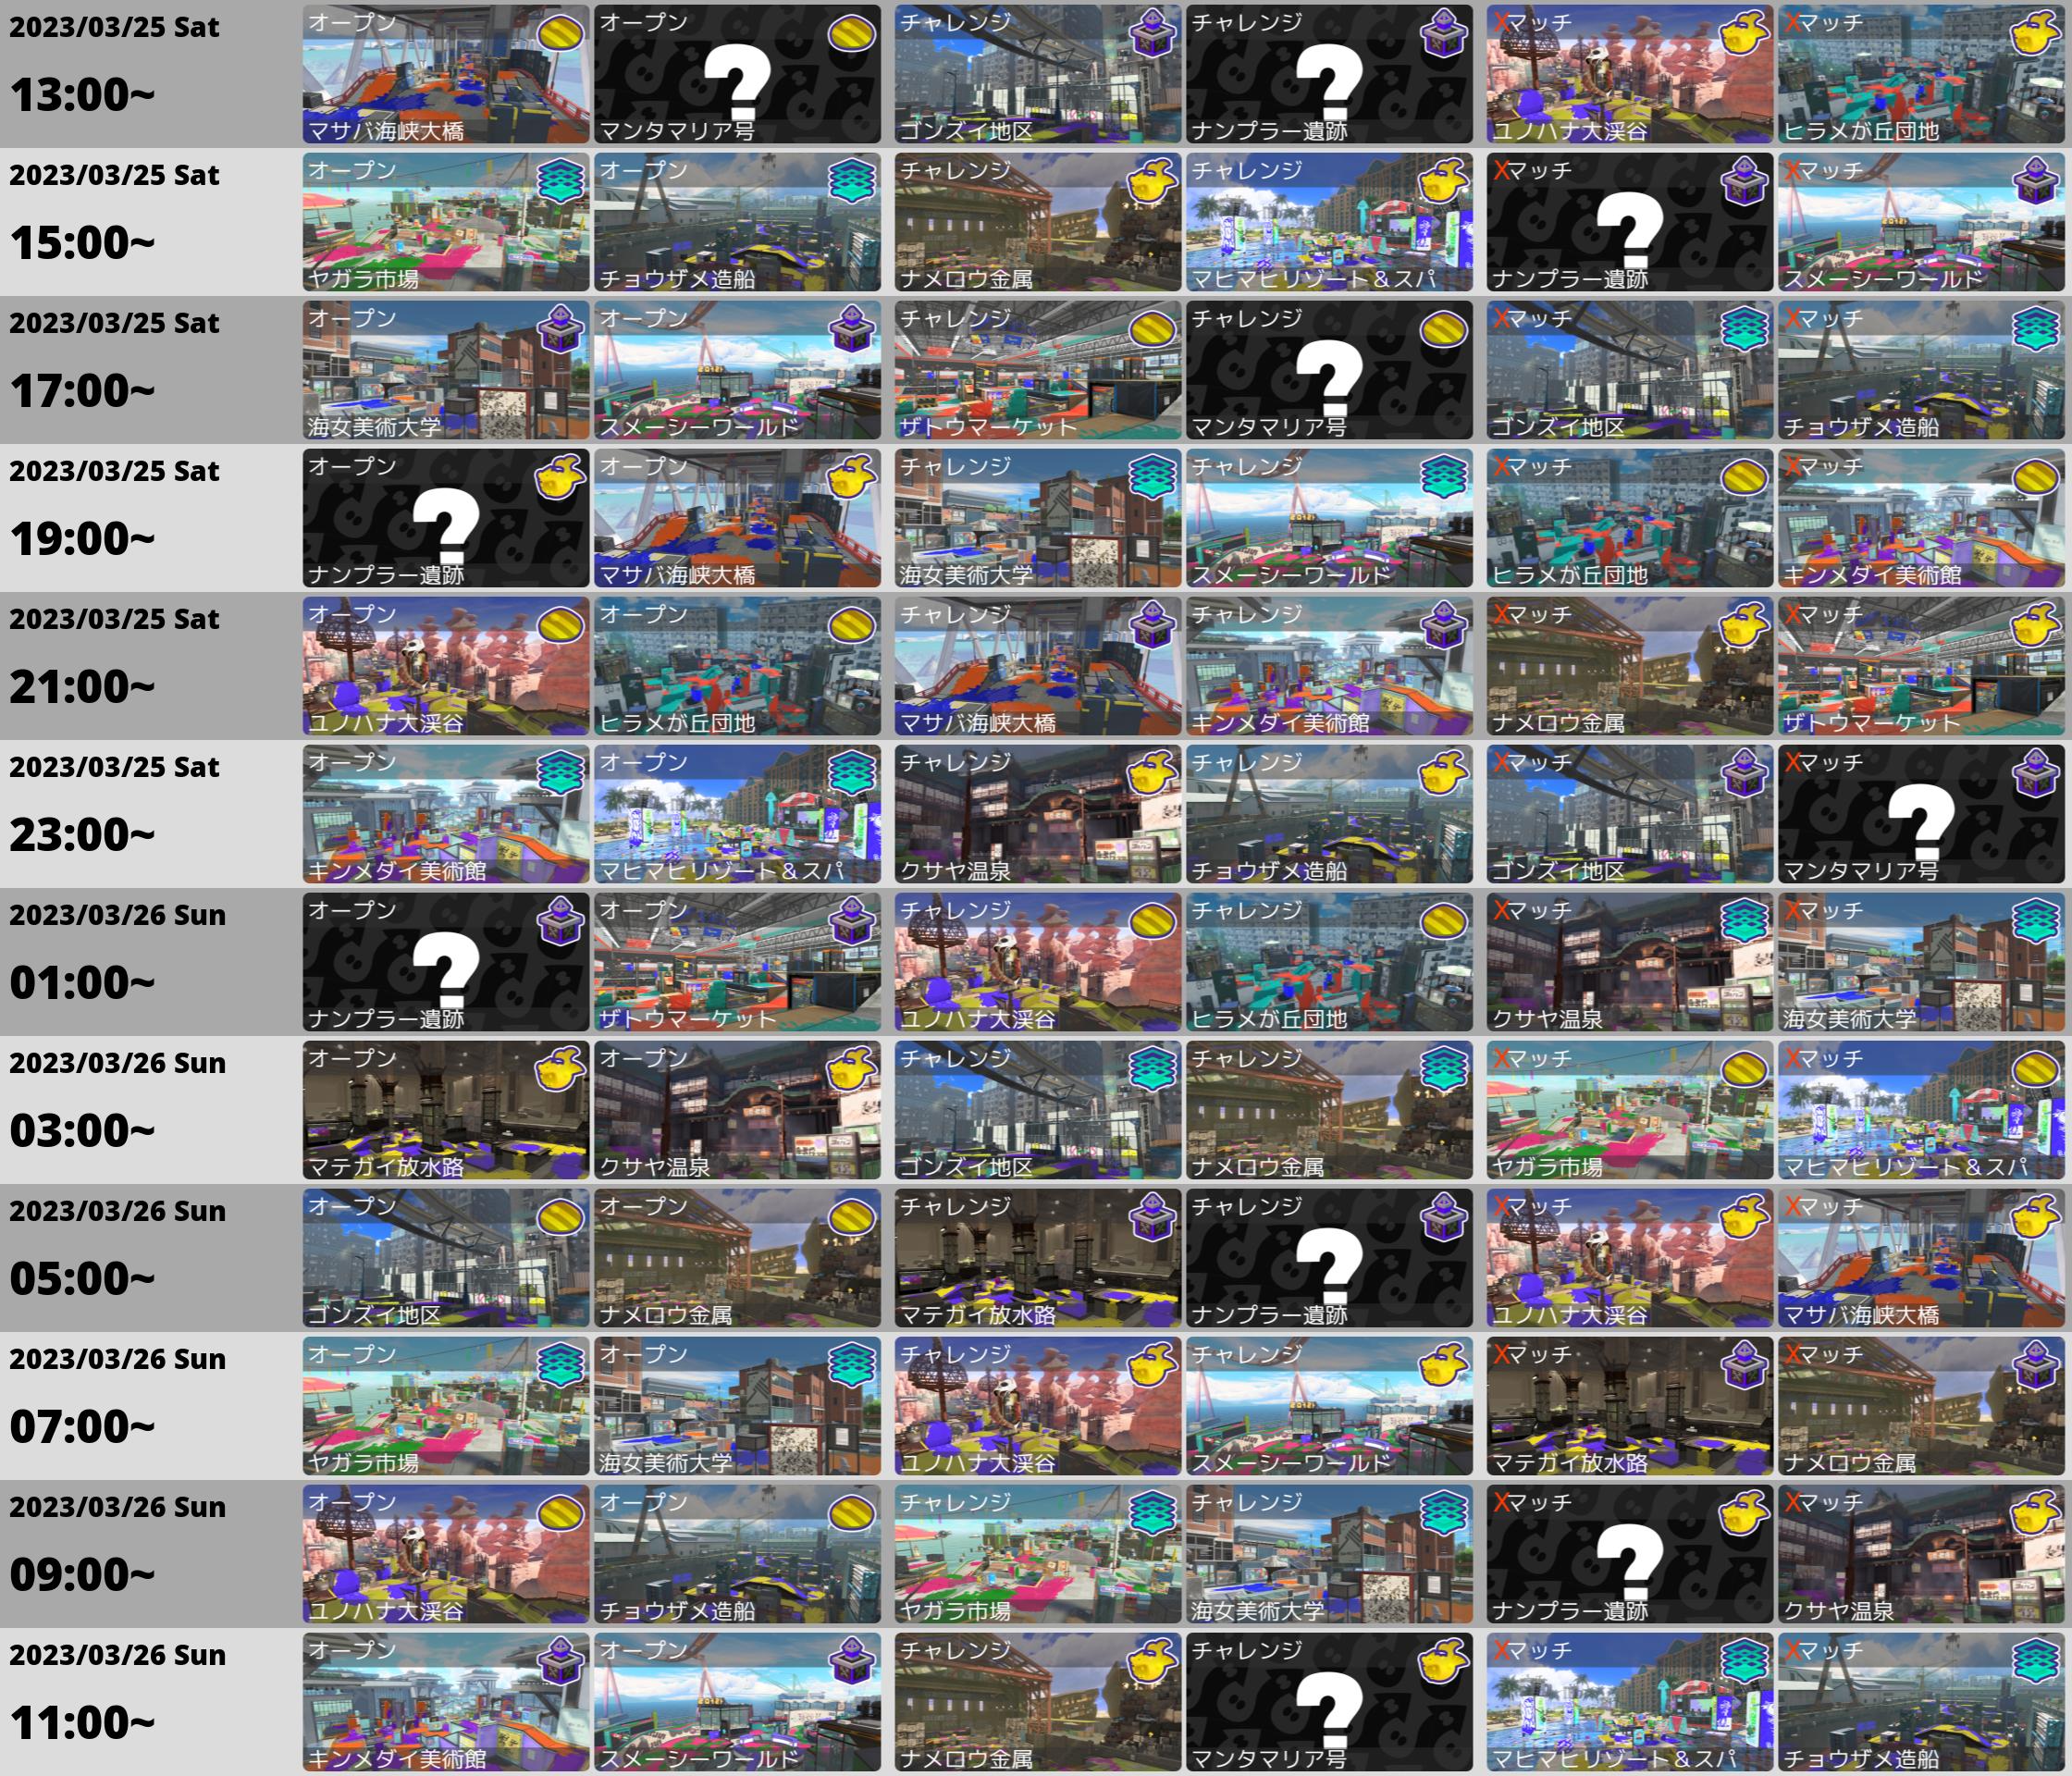 2023/03/25 Sat
13:00~
オープン
マサバ海峡大橋
オープン
マンタマリア号
チャレンジ
ゴンズイ地区
チャレンジ
ナンプラー遺跡
Xマッチ
ユノハナ大渓谷
Xマッチ
ヒラメが丘団地
2023/03/25 Sat
15:00~
オープン
ヤガラ市場
オープン
チョウザメ造船
チャレンジ
ナメロウ金属
チャレンジ
マヒマヒリゾート&スパ
Xマッチ
ナンプラー遺跡
Xマッチ
スメーシーワールド
2023/03/25 Sat
17:00~
オープン
海女美術大学
オープン
スメーシーワールド
チャレンジ
ザトウマーケット
チャレンジ
マンタマリア号
Xマッチ
ゴンズイ地区
Xマッチ
チョウザメ造船
2023/03/25 Sat
19:00~
オープン
ナンプラー遺跡
オープン
マサバ海峡大橋
チャレンジ
海女美術大学
チャレンジ
スメーシーワールド
Xマッチ
ヒラメが丘団地
Xマッチ
キンメダイ美術館
2023/03/25 Sat
21:00~
オープン
ユノハナ大渓谷
オープン
ヒラメが丘団地
チャレンジ
マサバ海峡大橋
チャレンジ
キンメダイ美術館
Xマッチ
ナメロウ金属
Xマッチ
ザトウマーケット
2023/03/25 Sat
23:00~
オープン
キンメダイ美術館
オープン
マヒマヒリゾート&スパ
チャレンジ
クサヤ温泉
チャレンジ
チョウザメ造船
Xマッチ
ゴンズイ地区
Xマッチ
マンタマリア号
2023/03/26 Sun
01:00~
オープン
ナンプラー遺跡
オープン
ザトウマーケット
チャレンジ
ユノハナ大渓谷
チャレンジ
ヒラメが丘団地
Xマッチ
クサヤ温泉
Xマッチ
海女美術大学
2023/03/26 Sun
03:00~
オープン
マテガイ放水路
オープン
クサヤ温泉
チャレンジ
ゴンズイ地区
チャレンジ
ナメロウ金属
Xマッチ
ヤガラ市場
Xマッチ
マヒマヒリゾート&スパ
2023/03/26 Sun
05:00~
オープン
ゴンズイ地区
オープン
ナメロウ金属
チャレンジ
マテガイ放水路
チャレンジ
ナンプラー遺跡
Xマッチ
ユノハナ大渓谷
Xマッチ
マサバ海峡大橋
2023/03/26 Sun
07:00~
オープン
ヤガラ市場
オープン
海女美術大学
チャレンジ
ユノハナ大渓谷
チャレンジ
スメーシーワールド
Xマッチ
マテガイ放水路
Xマッチ
ナメロウ金属
2023/03/26 Sun
09:00~
オープン
ユノハナ大渓谷
オープン
チョウザメ造船
チャレンジ
ヤガラ市場
チャレンジ
海女美術大学
Xマッチ
ナンプラー遺跡
Xマッチ
クサヤ温泉
2023/03/26 Sun
11:00~
オープン
キンメダイ美術館
オープン
スメーシーワールド
チャレンジ
ナメロウ金属
チャレンジ
マンタマリア号
Xマッチ
マヒマヒリゾート&スパ
Xマッチ
チョウザメ造船